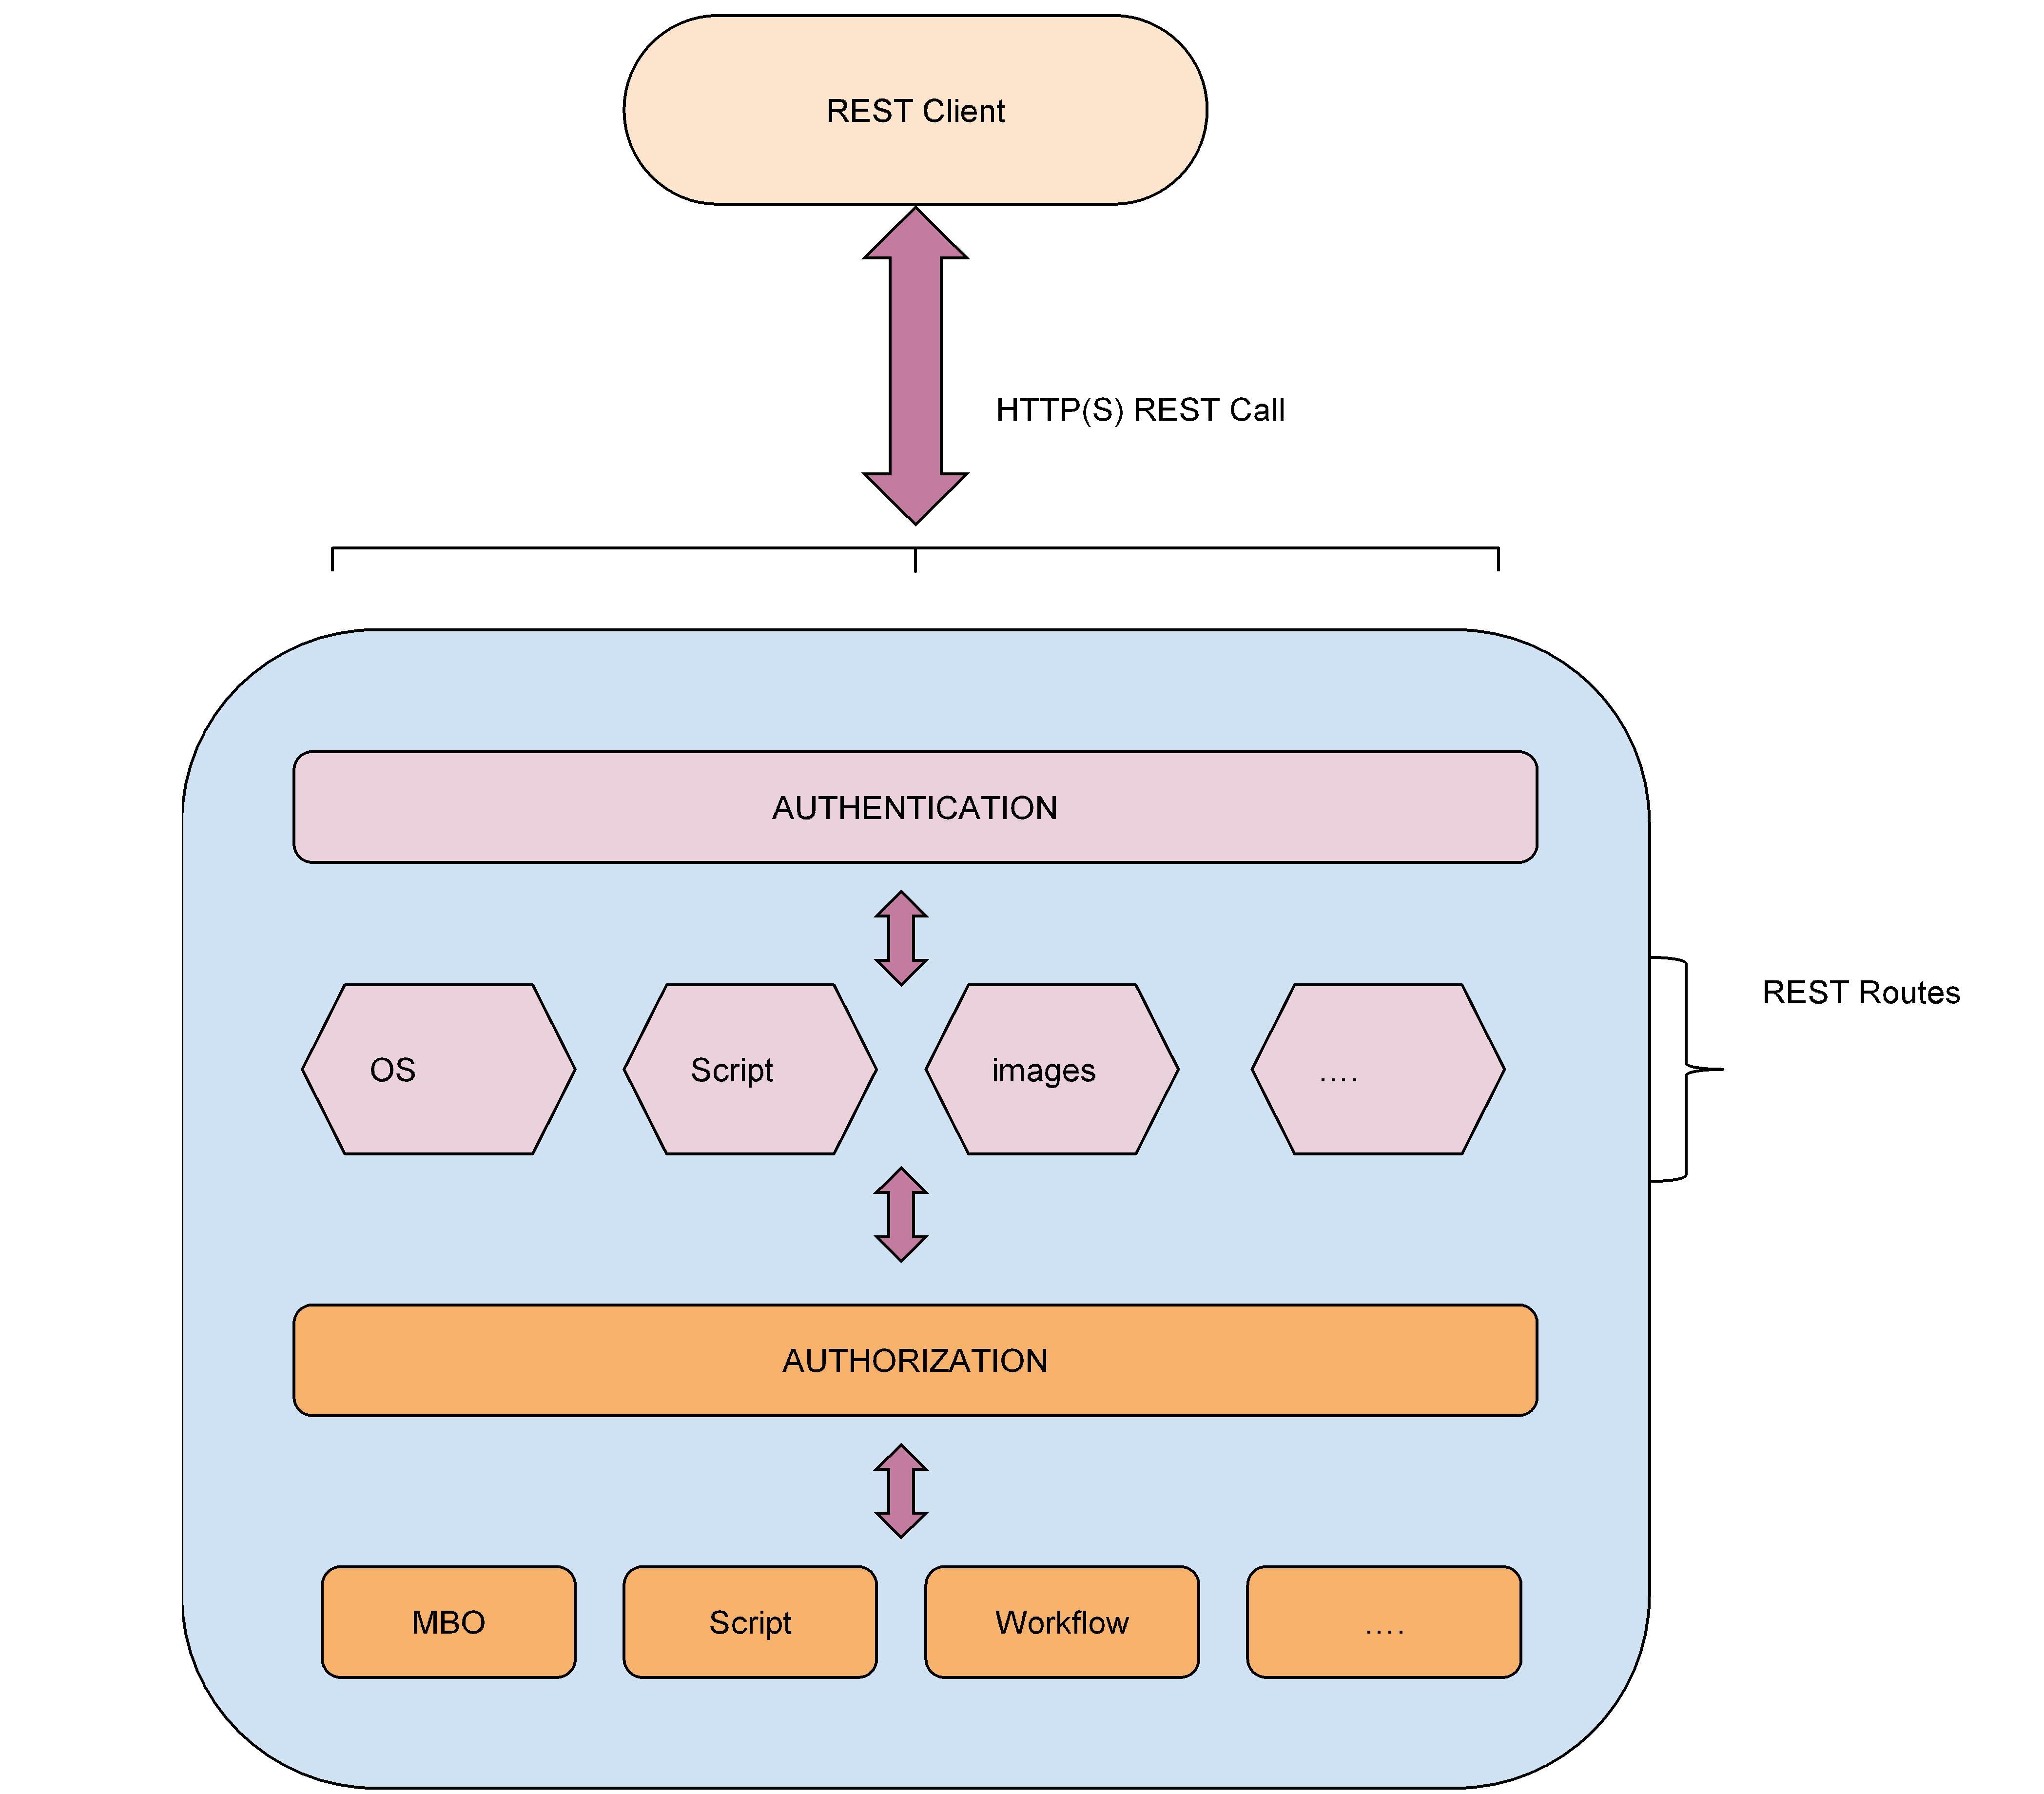 REST Client
HTTP(S) REST Call
AUTHENTICATION
REST Routes
OS
Script
images
....
AUTHORIZATION
MBO
Script
Workflow
....